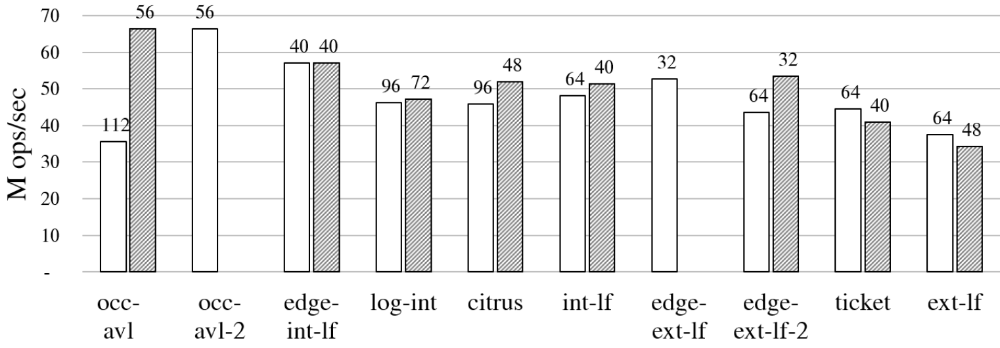 M ops/sec
70
60
50
40
30
20
10
-
112 56 56 40 40 96 72 96 48 64 40 32 64 32 64 40 64 48
occ- occ- edge- log-int citrus int-lf edge- edge- ticket ext-lf
avl avl-2 int-lf ext-lf ext-lf-2